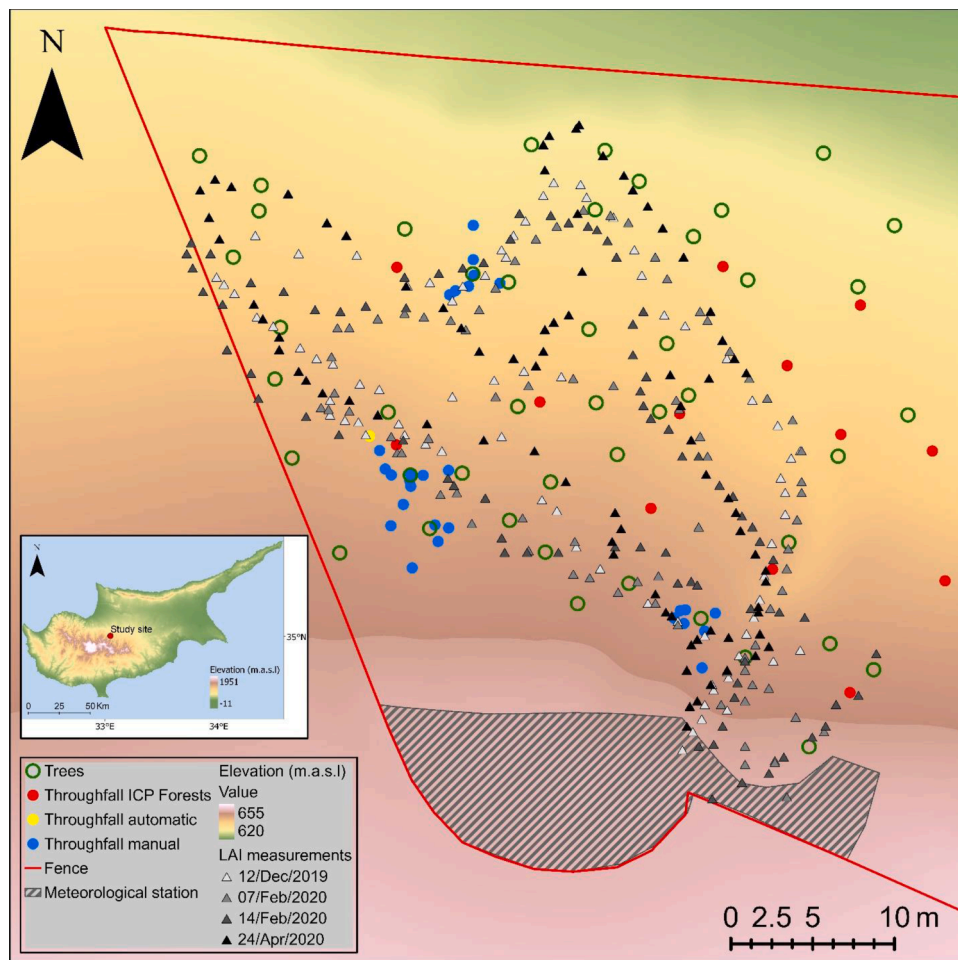 N
N
Study site
35°N
Elevation (m.a.s.l)
1951
-11
0 25 50 Km
33°E 34°E
Trees
Throughfall ICP Forests
Throughfall automatic
Throughfall manual
Fence
Meteorological station
Elevation (m.a.s.l)
Value
655
620
LAI measurements
12/Dec/2019
07/Feb/2020
14/Feb/2020
24/Apr/2020
0 2.5 5 10 m